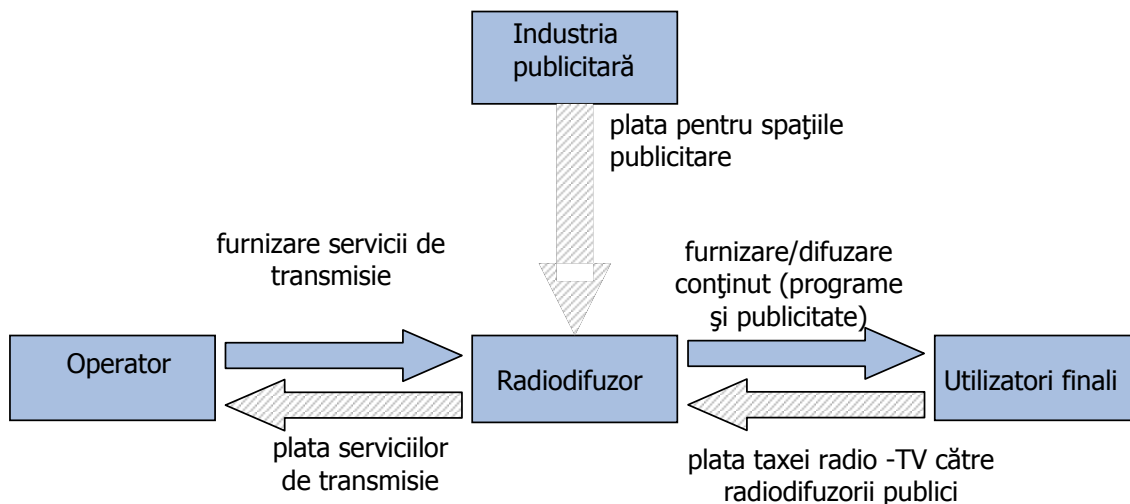 Industria
publicitară
plata pentru spaţiile
publicitare
furnizare servicii de
transmisie
furnizare/difuzare
conţinut (programe
şi publicitate)
Operator
Radiodifuzor
Utilizatori finali
plata serviciilor
de transmisie
plata taxei radio -TV către
radiodifuzorii publici